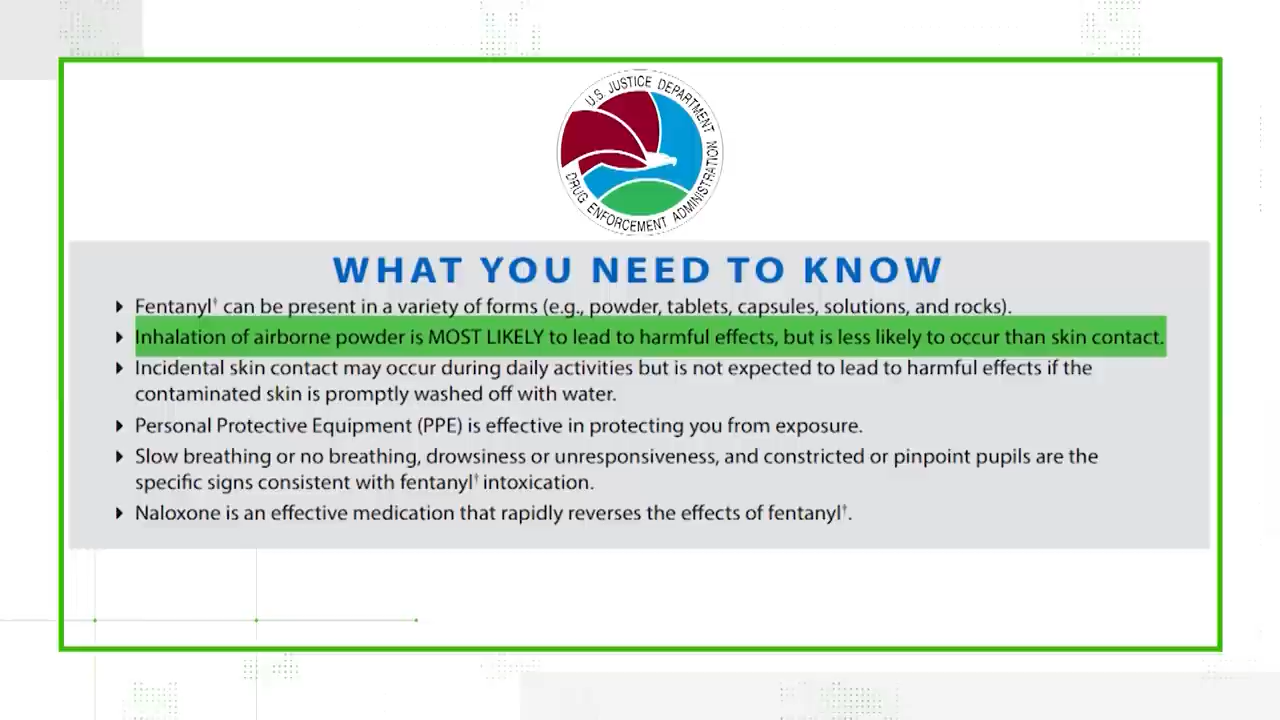 U.S. JUSTICE DEPARTMENT
DRUG ENFORCEMENT ADMINISTRATION
WHAT YOU NEED TO KNOW
Fentanyl† can be present in a variety of forms (e.g., powder, tablets, capsules, solutions, and rocks).
Inhalation of airborne powder is MOST LIKELY to lead to harmful effects, but is less likely to occur than skin contact.
Incidental skin contact may occur during daily activities but is not expected to lead to harmful effects if the
contaminated skin is promptly washed off with water.
Personal Protective Equipment (PPE) is effective in protecting you from exposure.
Slow breathing or no breathing, drowsiness or unresponsiveness, and constricted or pinpoint pupils are the
specific signs consistent with fentanyl† intoxication.
Naloxone is an effective medication that rapidly reverses the effects of fentanyl†.